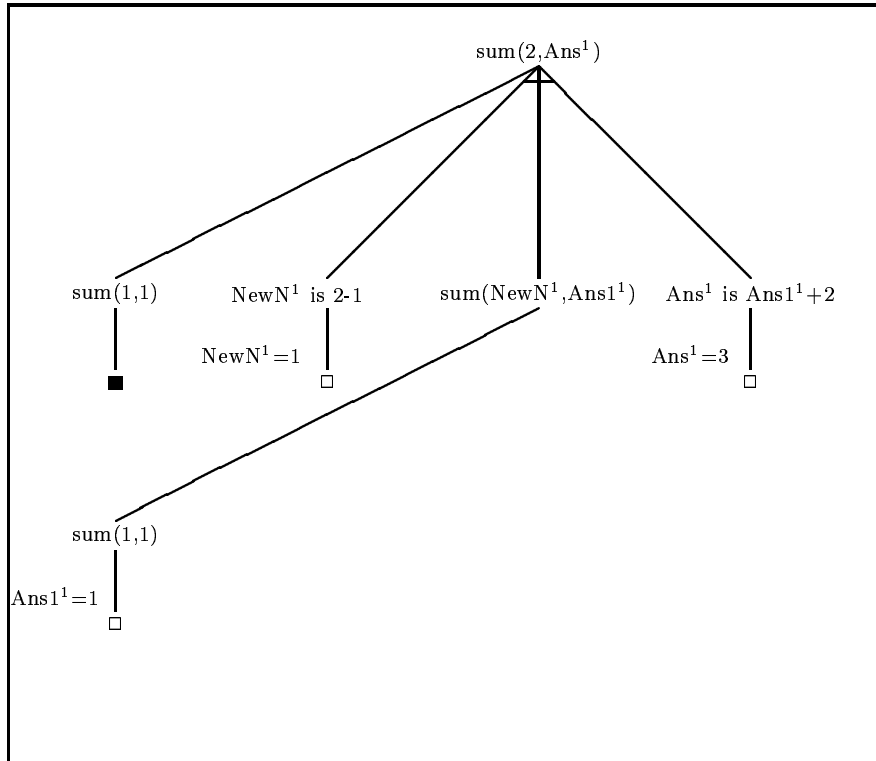 sum(2,Ans¹)
sum(1,1) NewN¹ is 2-1 sum(NewN¹,Ans1¹) Ans¹ is Ans1¹+2
NewN¹=1 Ans¹=3
sum(1,1)
Ans1¹=1